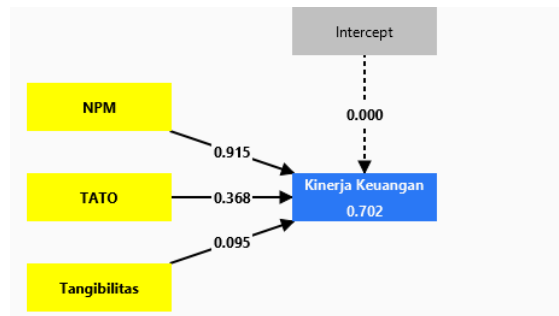 Intercept
NPM
0.000
0.915
Kinerja Keuangan
TATO
0.368
0.702
0.095
Tangibilitas